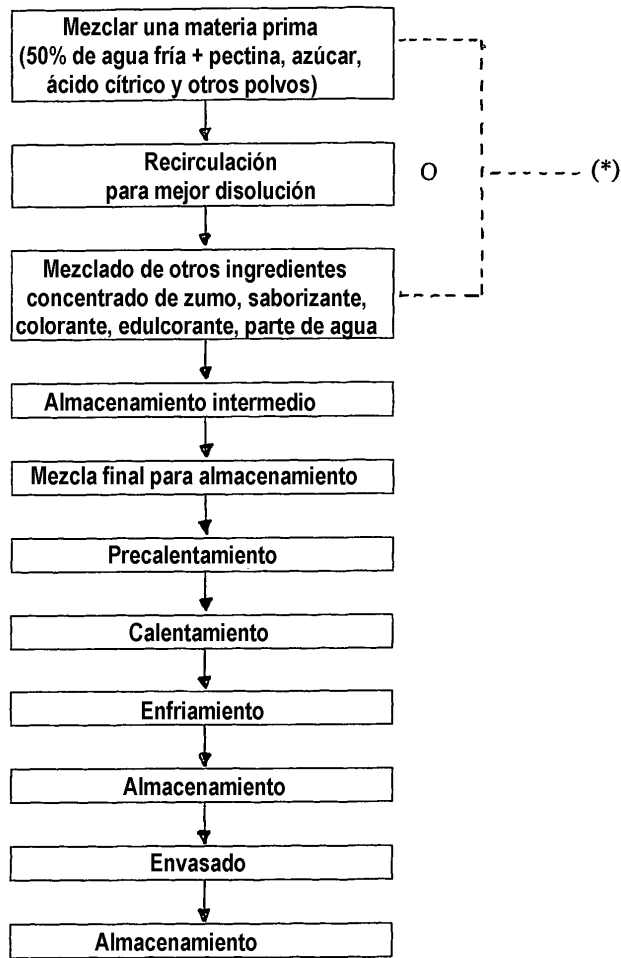 Mezclar una materia prima
(50% de agua fría + pectina, azúcar,
ácido cítrico y otros polvos)
Recirculación
para mejor disolución
O
(*)
Mezclado de otros ingredientes
concentrado de zumo, saborizante,
colorante, edulcorante, parte de agua
Almacenamiento intermedio
Mezcla final para almacenamiento
Precalentamiento
Calentamiento
Enfriamiento
Almacenamiento
Envasado
Almacenamiento